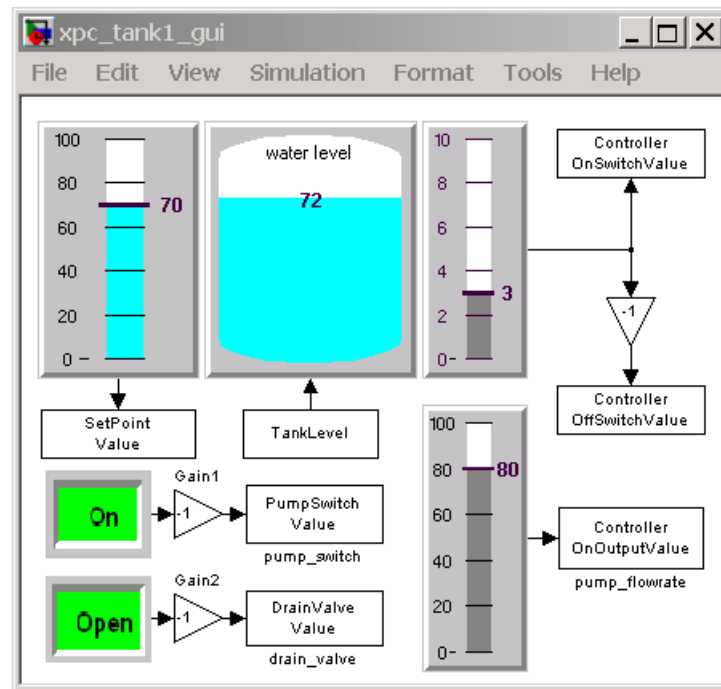 xpc_tank1_gui
File Edit View Simulation Format Tools Help
100
80
60
40
20
0
70
water level
72
10
8
6
4
2
0
3
Controller
OnSwitchValue
-1
Controller
OffSwitchValue
SetPoint
Value
TankLevel
On
Gain1
-1
PumpSwitch
Value
pump_switch
Open
Gain2
-1
DrainValve
Value
drain_valve
100
80
60
40
20
0
80
Controller
OnOutputValue
pump_flowrate